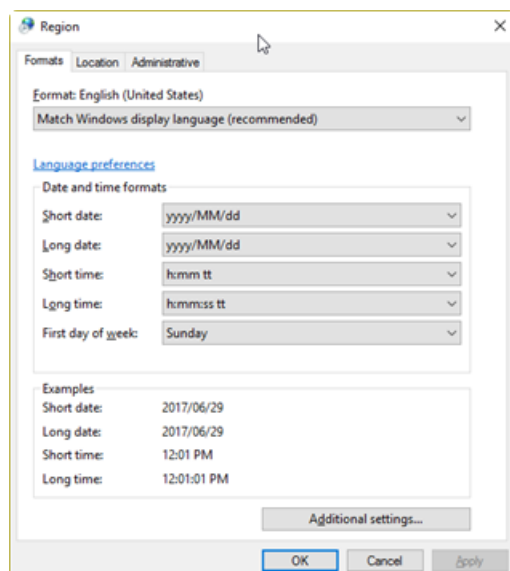 Region
Formats Location Administrative
Format: English (United States)
Match Windows display language (recommended)
Language preferences
Date and time formats
Short date: yyyy/MM/dd
Long date: yyyy/MM/dd
Short time: h:mm tt
Long time: h:mm:ss tt
First day of week: Sunday
Examples
Short date: 2017/06/29
Long date: 2017/06/29
Short time: 12:01 PM
Long time: 12:01:01 PM
Additional settings...
OK Cancel Apply